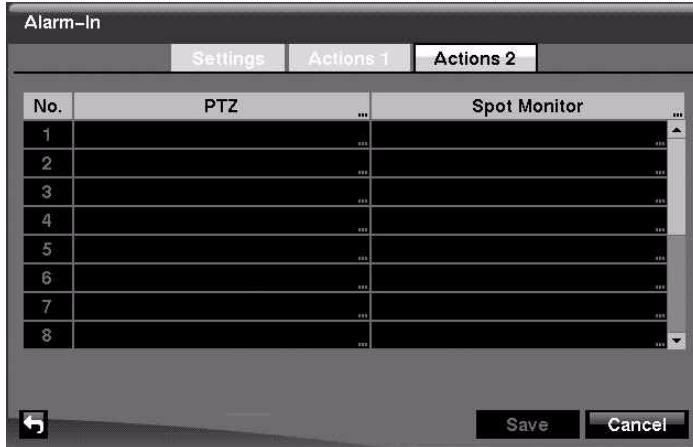 Alarm-In
Settings Actions 1 Actions 2
No. PTZ ... Spot Monitor ...
1 ... ...
2 ... ...
3 ... ...
4 ... ...
5 ... ...
6 ... ...
7 ... ...
8 ... ...
Save Cancel